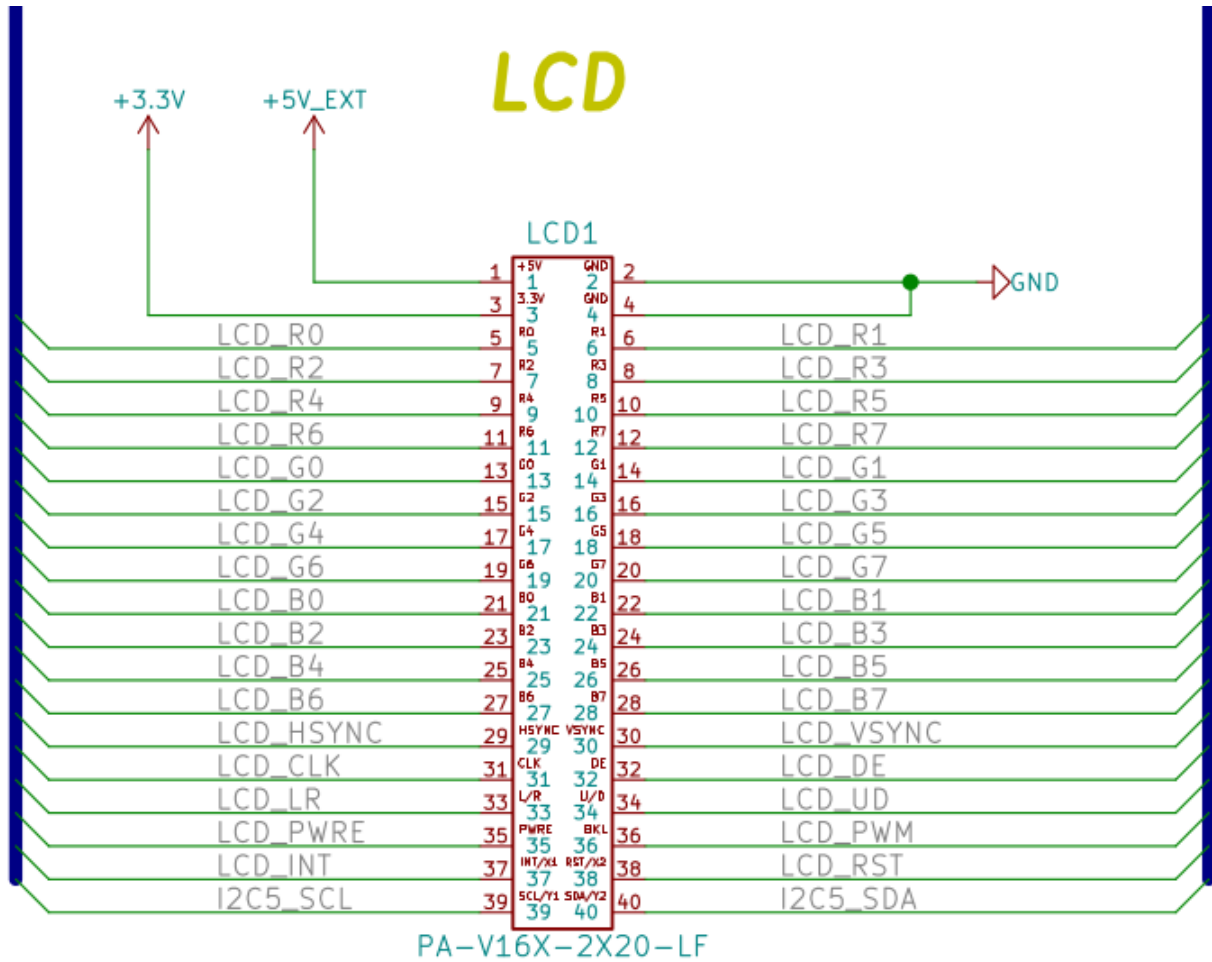 LCD
+3.3V +5V_EXT
LCD1
1 +5V 1 GND 2 2 GND
3 3.3V 3 GND 4 4
LCD_R0 5 R0 5 R1 6 6 LCD_R1
LCD_R2 7 R2 7 R3 8 8 LCD_R3
LCD_R4 9 R4 9 R5 10 10 LCD_R5
LCD_R6 11 R6 11 R7 12 12 LCD_R7
LCD_G0 13 G0 13 G1 14 14 LCD_G1
LCD_G2 15 G2 15 G3 16 16 LCD_G3
LCD_G4 17 G4 17 G5 18 18 LCD_G5
LCD_G6 19 G6 19 G7 20 20 LCD_G7
LCD_B0 21 B0 21 B1 22 22 LCD_B1
LCD_B2 23 B2 23 B3 24 24 LCD_B3
LCD_B4 25 B4 25 B5 26 26 LCD_B5
LCD_B6 27 B6 27 B7 28 28 LCD_B7
LCD_HSYNC 29 HSYNC 29 VSYNC 30 30 LCD_VSYNC
LCD_CLK 31 CLK 31 DE 32 32 LCD_DE
LCD_LR 33 L/R 33 U/D 34 34 LCD_UD
LCD_PWRE 35 PWRE 35 BKL 36 36 LCD_PWM
LCD_INT 37 INT/X1 37 RST/X2 38 38 LCD_RST
I2C5_SCL 39 SCL/Y1 39 SDA/Y2 40 40 I2C5_SDA
PA-V16X-2X20-LF